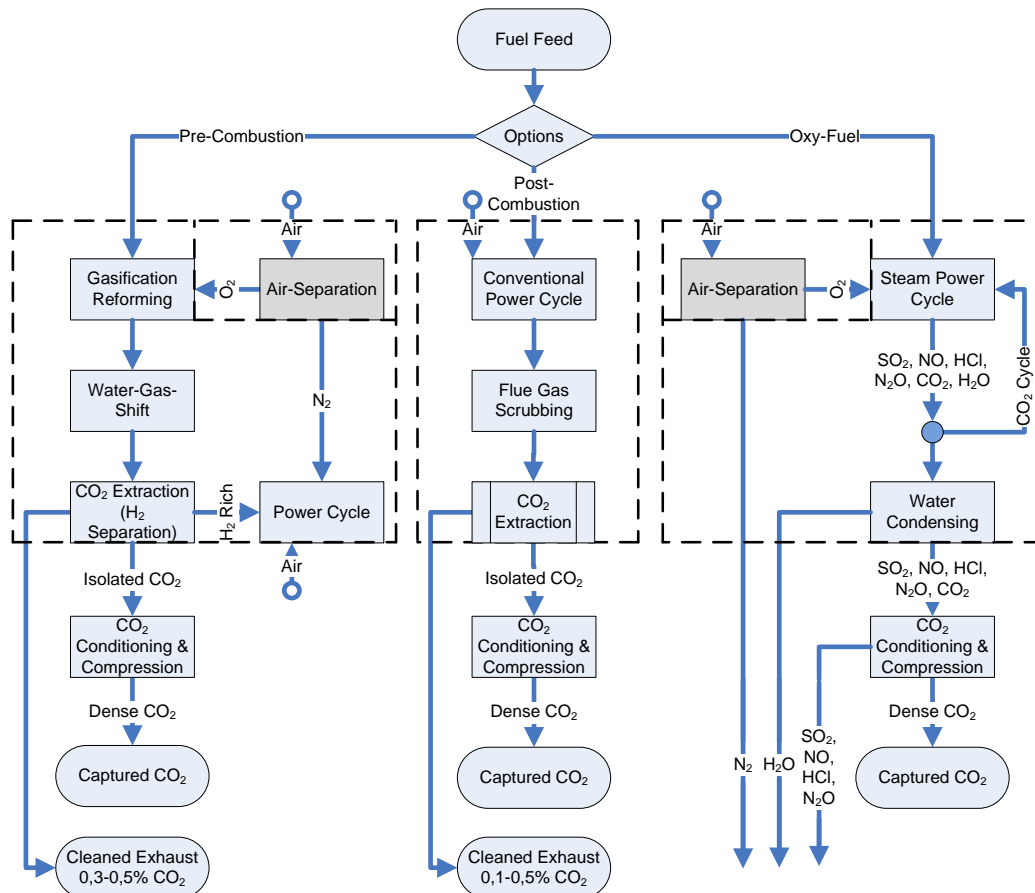 Fuel Feed
Options
Pre-Combustion
Oxy-Fuel
Post-
Combustion
Air
Air
Air
Gasification
Reforming
O₂
Air-Separation
Conventional
Power Cycle
Air-Separation
O₂
Steam Power
Cycle
SO₂, NO, HCl,
N₂O, CO₂, H₂O
CO₂ Cycle
Water-Gas-
Shift
N₂
Flue Gas
Scrubbing
CO₂ Extraction
(H₂
Separation)
H₂ Rich
Power Cycle
CO₂
Extraction
Water
Condensing
Air
Isolated CO₂
Isolated CO₂
SO₂, NO, HCl,
N₂O, CO₂
CO₂
Conditioning &
Compression
CO₂
Conditioning &
Compression
CO₂
Conditioning &
Compression
Dense CO₂
Dense CO₂
Dense CO₂
Captured CO₂
Captured CO₂
N₂
H₂O
SO₂,
NO,
HCl,
N₂O
Captured CO₂
Cleaned Exhaust
0,3-0,5% CO₂
Cleaned Exhaust
0,1-0,5% CO₂